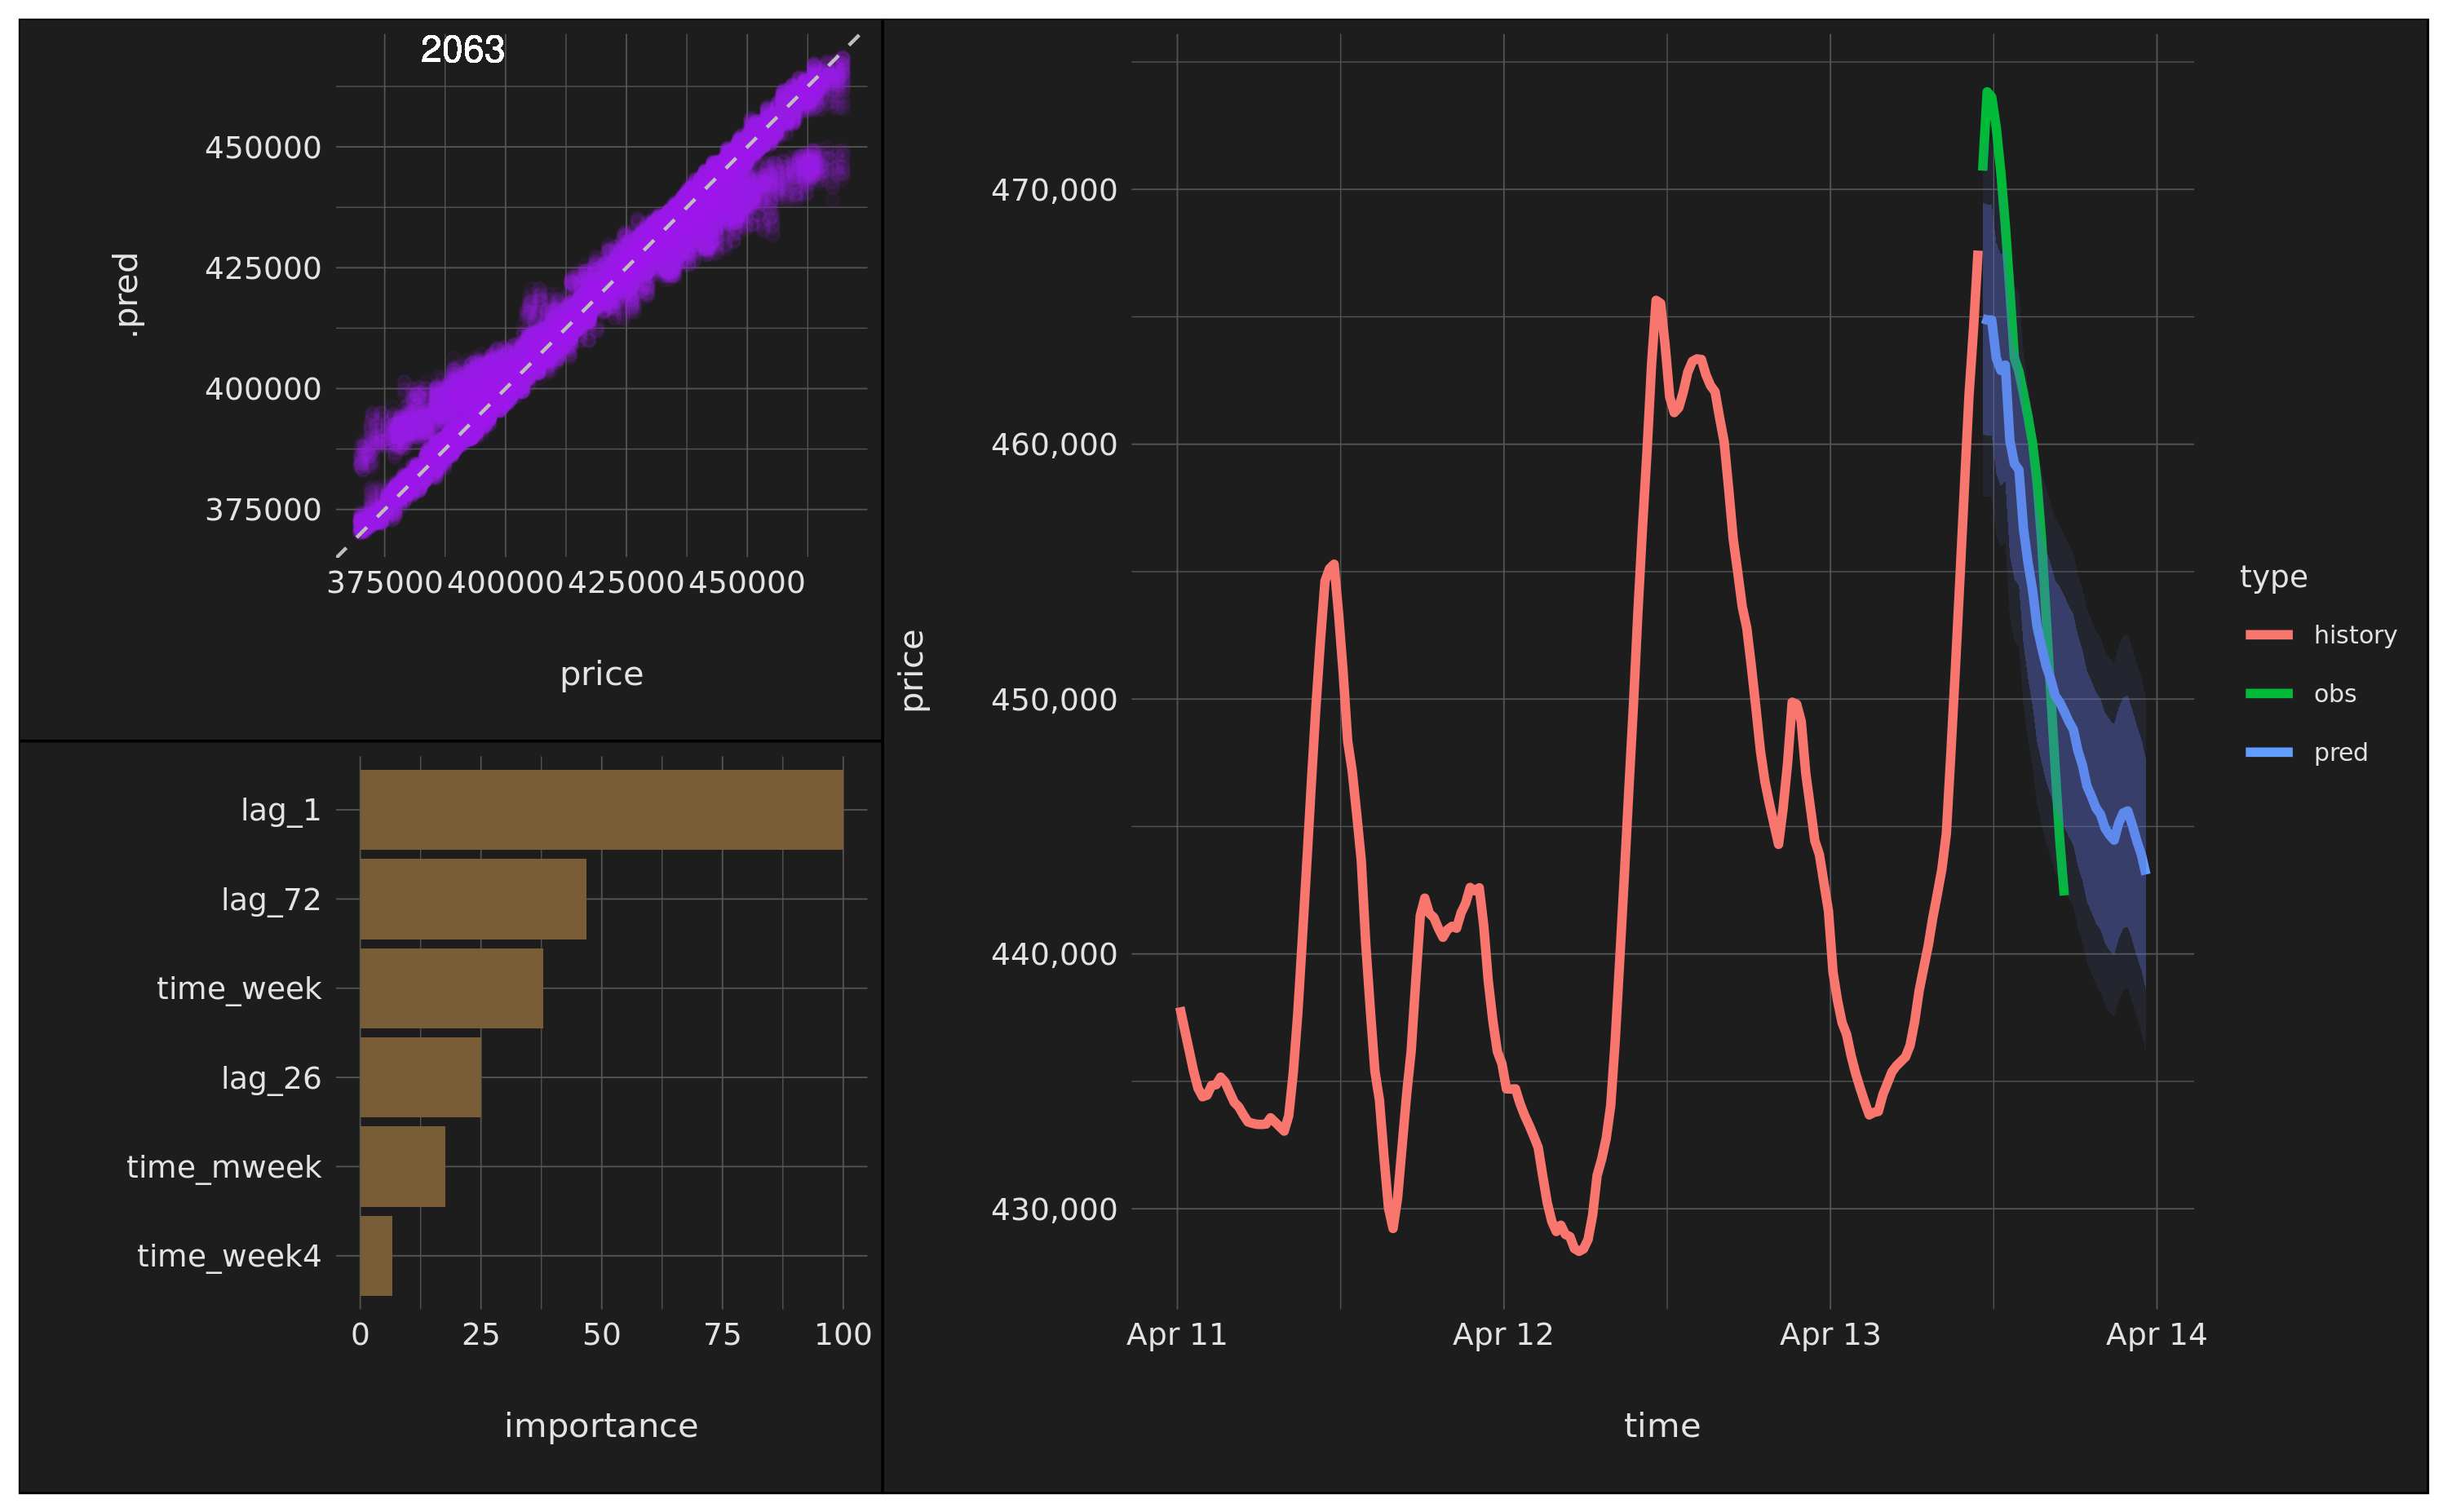 2063
.pred
450000
425000
400000
375000
375000 400000 425000 450000
price
lag_1
lag_72
time_week
lag_26
time_mweek
time_week4
0 25 50 75 100
importance
price
470,000
460,000
450,000
440,000
430,000
Apr 11 Apr 12 Apr 13 Apr 14
time
type
history
obs
pred